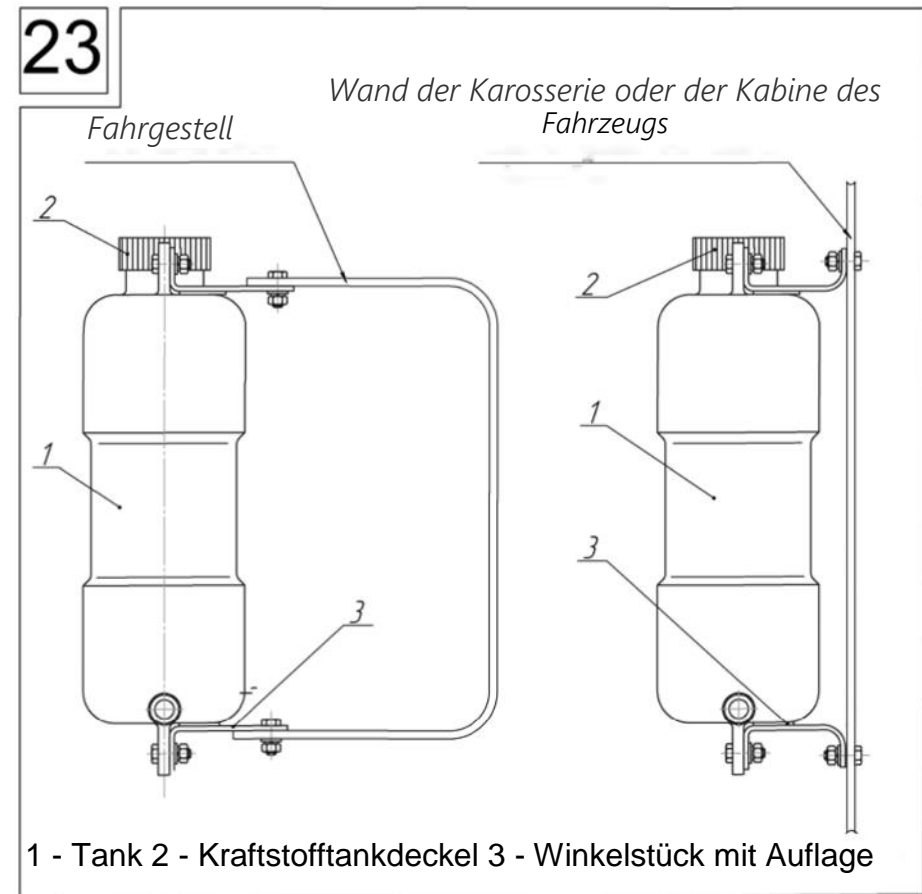 23
Wand der Karosserie oder der Kabine des
Fahrgestell
Fahrzeugs
2
2
1
1
3
3
1 - Tank 2 - Kraftstofftankdeckel 3 - Winkelstück mit Auflage